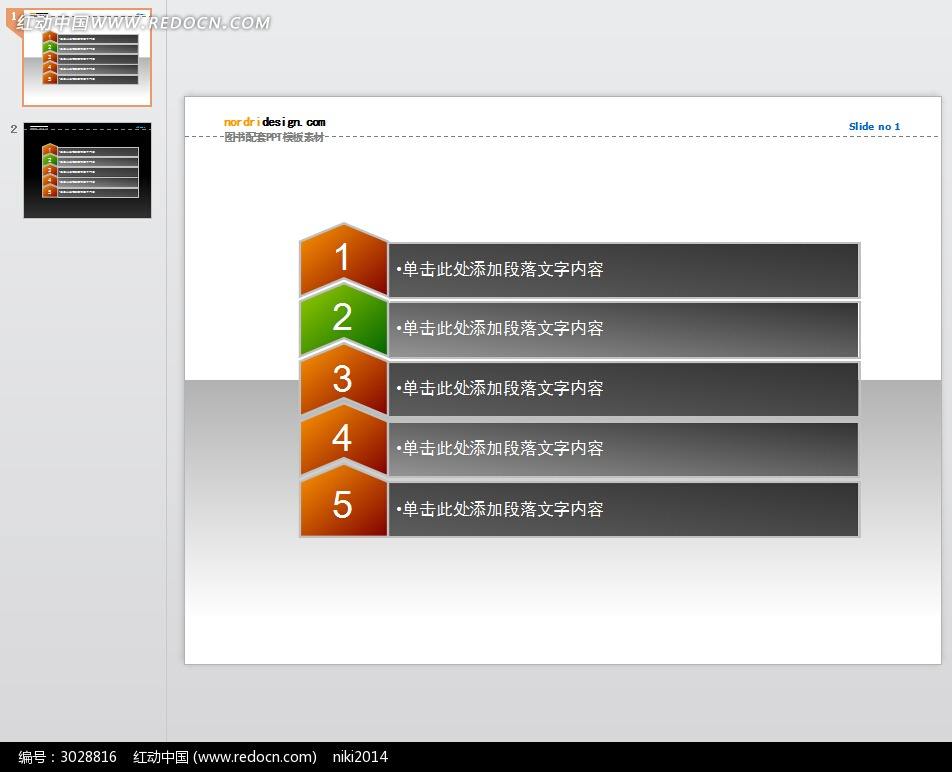 1 红动中国WWW.REDOCN.COM
2
nordridesign.com
图书配套PPT模板素材
Slide no 1
1 •单击此处添加段落文字内容
2 •单击此处添加段落文字内容
3 •单击此处添加段落文字内容
4 •单击此处添加段落文字内容
5 •单击此处添加段落文字内容
编号：3028816 红动中国 (www.redocn.com) niki2014